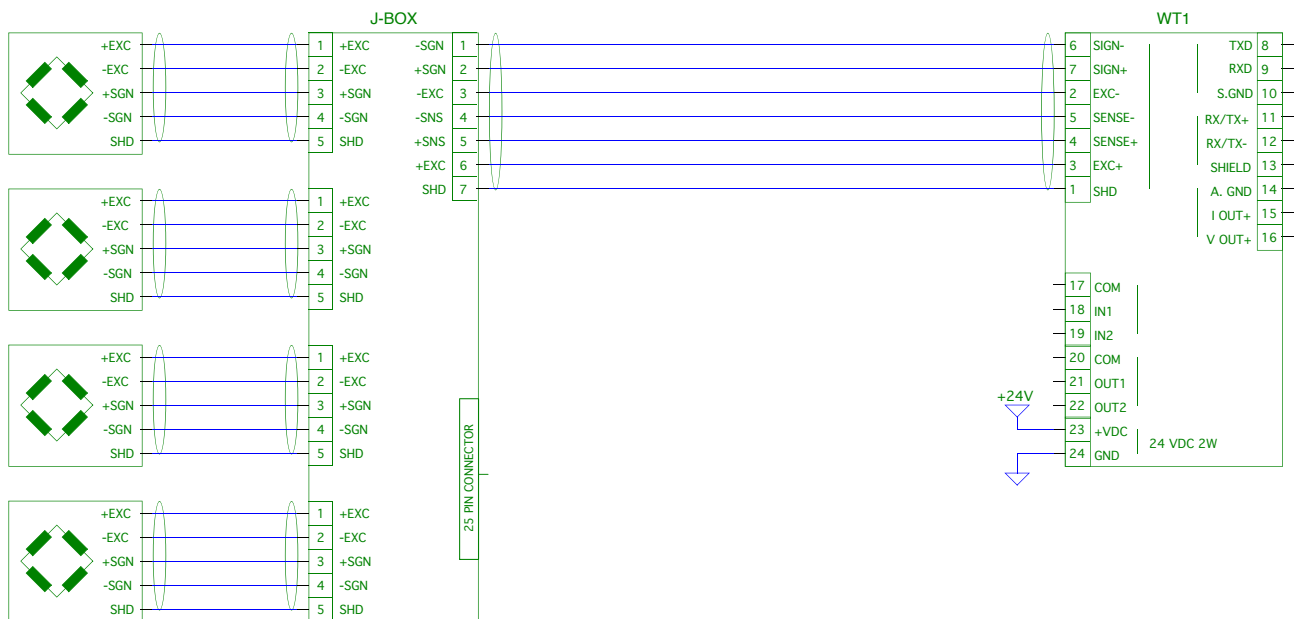 J-BOX
WT1
+EXC 1 +EXC -SGN 1 6 SIGN- TXD 8
-EXC 2 -EXC +SGN 2 7 SIGN+ RXD 9
+SGN 3 +SGN -EXC 3 2 EXC- S.GND 10
-SGN 4 -SGN -SNS 4 5 SENSE- RX/TX+ 11
SHD 5 SHD +SNS 5 4 SENSE+ RX/TX- 12
+EXC 6 3 EXC+ SHIELD 13
SHD 7 1 SHD A. GND 14
+EXC 1 +EXC I OUT+ 15
-EXC 2 -EXC V OUT+ 16
+SGN 3 +SGN
-SGN 4 -SGN 17 COM
SHD 5 SHD 18 IN1
19 IN2
+EXC 1 +EXC 20 COM
-EXC 2 -EXC 21 OUT1
+24V
+SGN 3 +SGN 22 OUT2
-SGN 4 -SGN 23 +VDC
24 VDC 2W
SHD 5 SHD 24 GND
25 PIN CONNECTOR
+EXC 1 +EXC
-EXC 2 -EXC
+SGN 3 +SGN
-SGN 4 -SGN
SHD 5 SHD